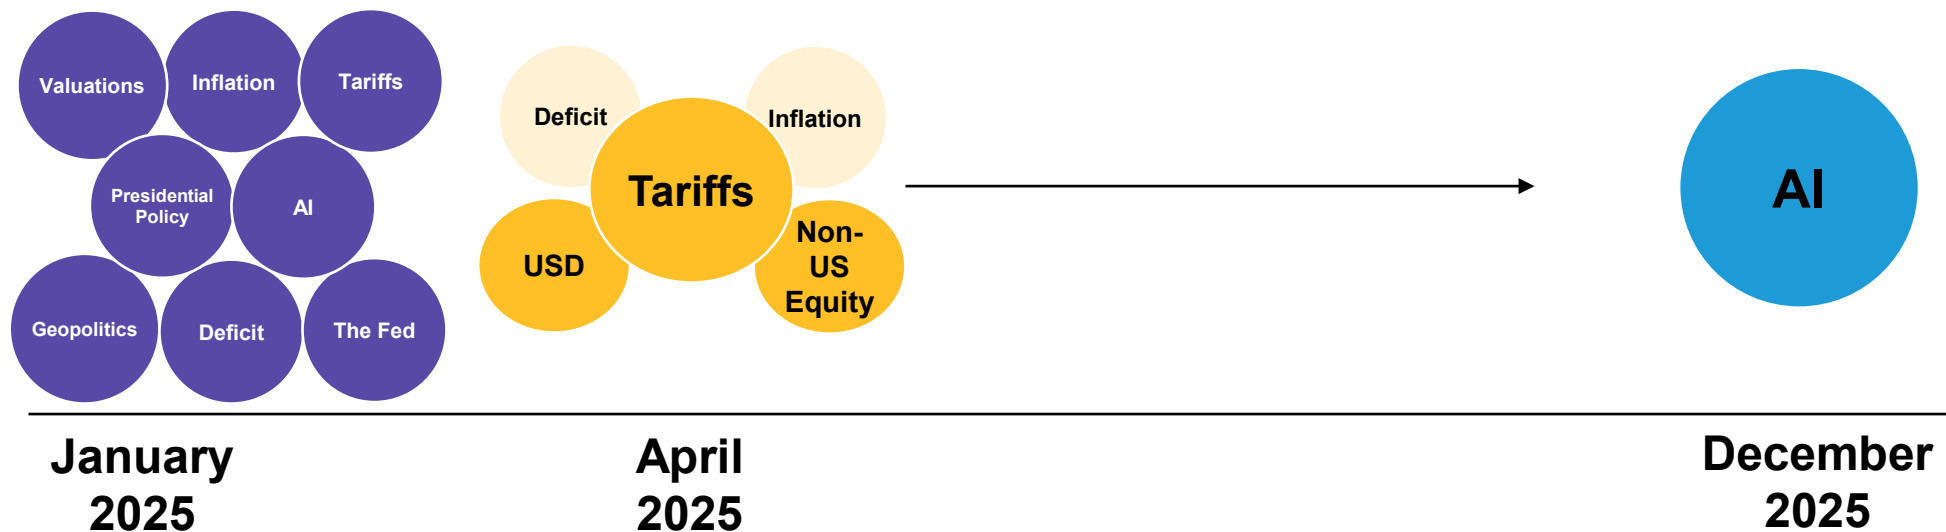 Valuations
Inflation
Tariffs
Presidential
Policy
AI
Geopolitics
Deficit
The Fed
Deficit
Inflation
Tariffs
USD
Non-
US
Equity
AI
January
2025
April
2025
December
2025